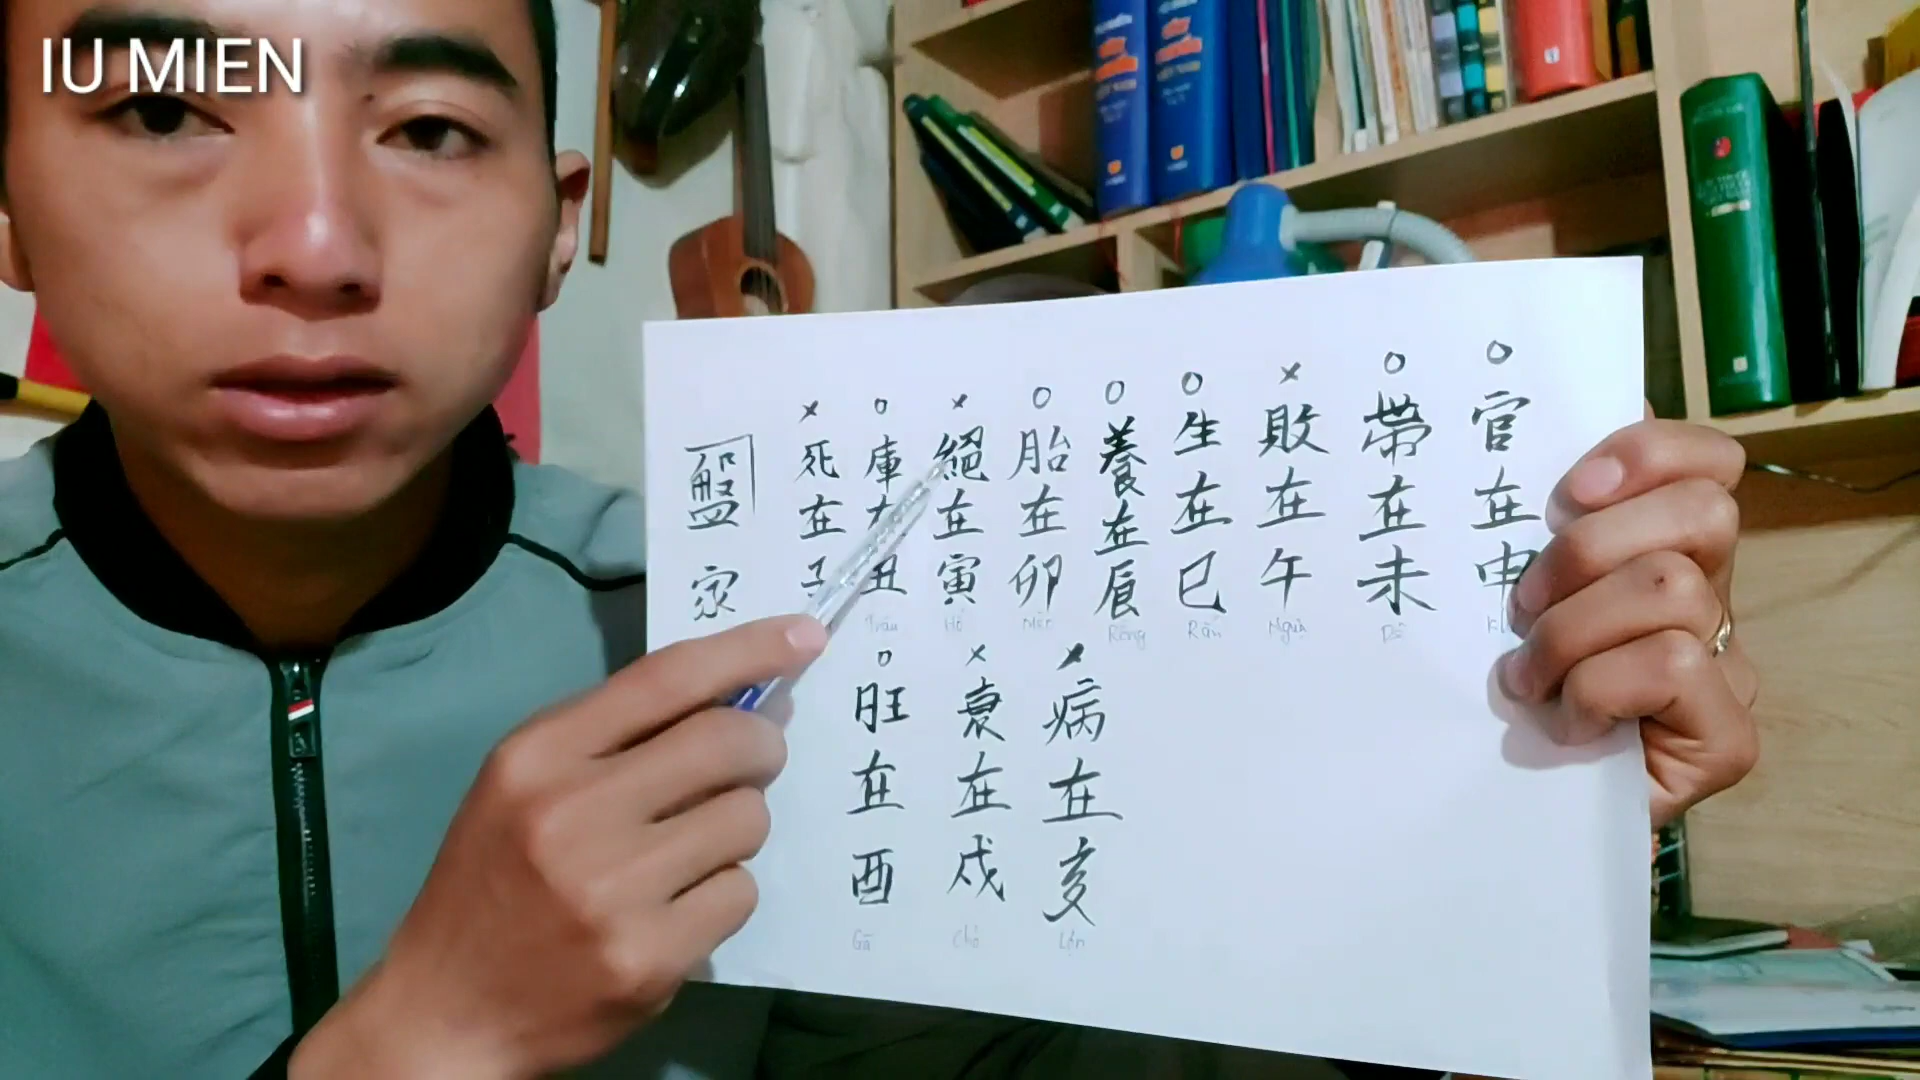 IU MIEN
盤家
死在子
庫在丑
絕在寅
胎在卯
養在辰
生在巳
敗在午
帶在未
官在申
Trâu
Hổ
Mèo
Rồng
Rắn
Ngựa
Dê
旺在酉
衰在戌
病在亥
Gà
Chó
Lợn